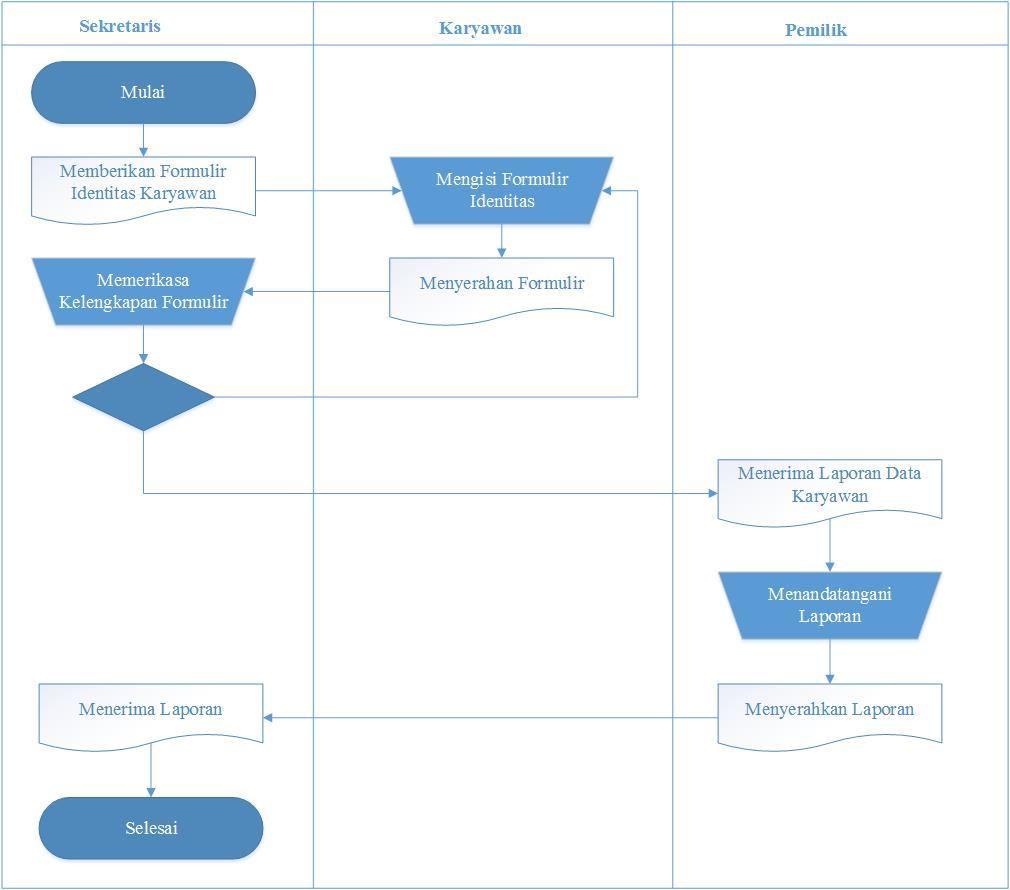 Sekretaris
Karyawan
Pemilik
Mulai
Memberikan Formulir
Identitas Karyawan
Mengisi Formulir
Identitas
Menyerahan Formulir
Memerikasa
Kelengkapan Formulir
Menerima Laporan Data
Karyawan
Menandatangani
Laporan
Menyerahkan Laporan
Menerima Laporan
Selesai